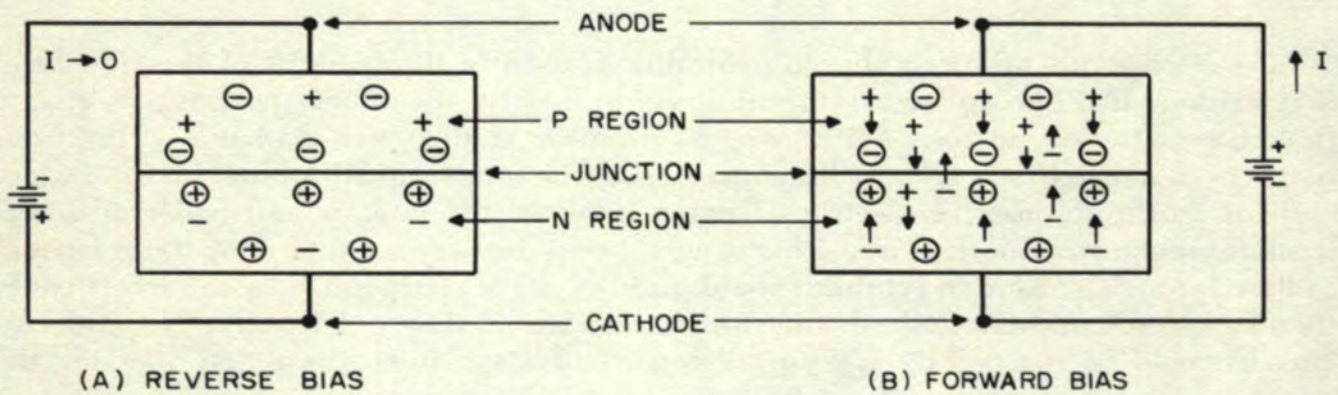 ANODE
I → O
↑ I
P REGION
JUNCTION
N REGION
CATHODE
(A) REVERSE BIAS
(B) FORWARD BIAS